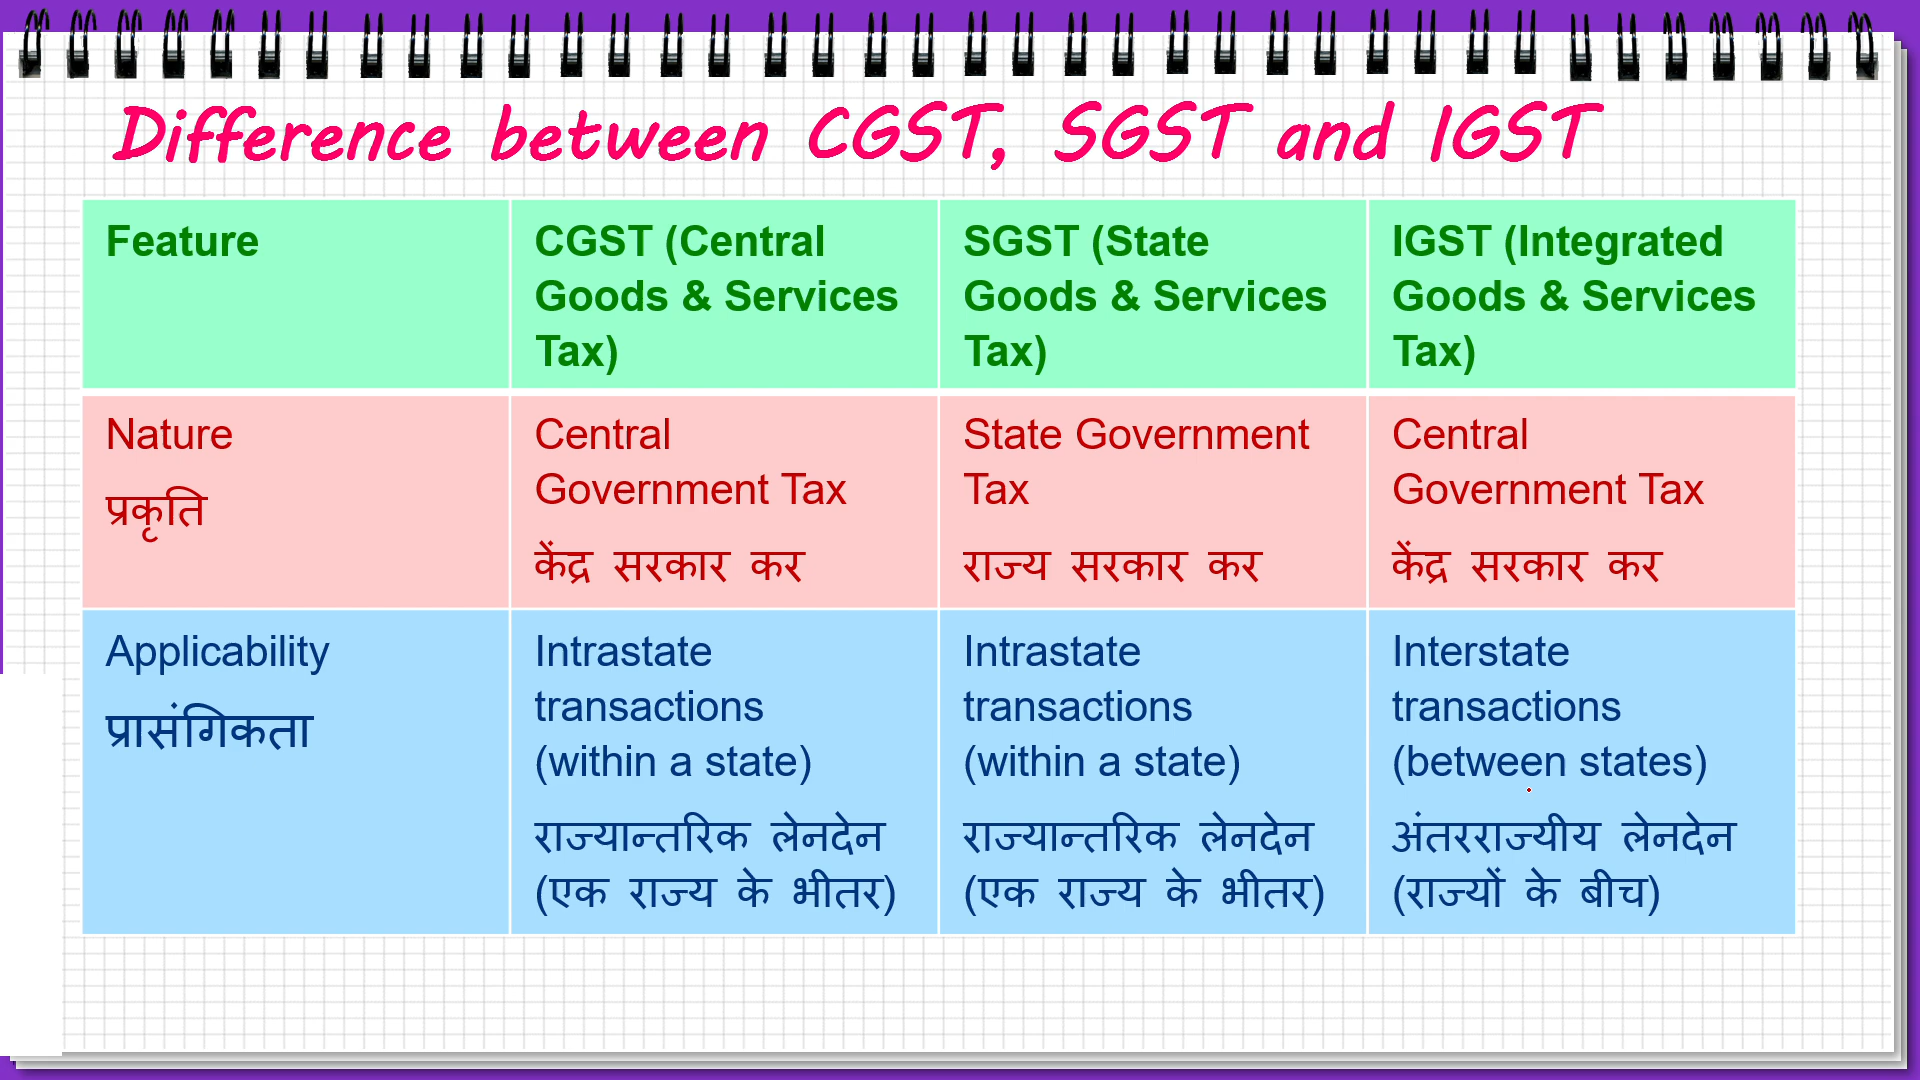 Difference between CGST, SGST and IGST
Feature
CGST (Central
Goods & Services
Tax)
SGST (State
Goods & Services
Tax)
IGST (Integrated
Goods & Services
Tax)
Nature
प्रकृति
Central
Government Tax
केंद्र सरकार कर
State Government
Tax
राज्य सरकार कर
Central
Government Tax
केंद्र सरकार कर
Applicability
प्रासंगिकता
Intrastate
transactions
(within a state)
राज्यान्तरिक लेनदेन
(एक राज्य के भीतर)
Intrastate
transactions
(within a state)
राज्यान्तरिक लेनदेन
(एक राज्य के भीतर)
Interstate
transactions
(between states)
अंतरराज्यीय लेनदेन
(राज्यों के बीच)